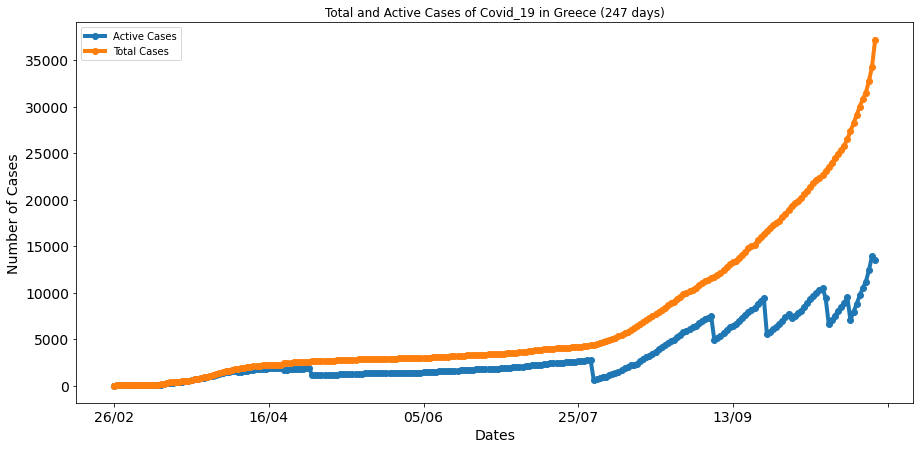 Total and Active Cases of Covid_19 in Greece (247 days)
Active Cases
Total Cases
35000
30000
25000
20000
15000
10000
5000
0
Number of Cases
26/02 16/04 05/06 25/07 13/09
Dates